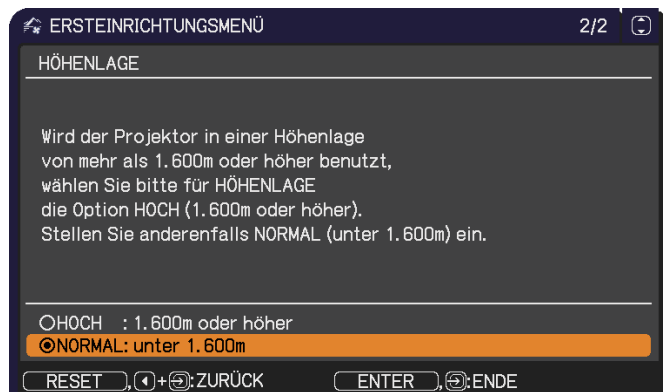 ERSTEINRICHTUNGSMENÜ 2/2
HÖHENLAGE
Wird der Projektor in einer Höhenlage
von mehr als 1.600m oder höher benutzt,
wählen Sie bitte für HÖHENLAGE
die Option HOCH (1.600m oder höher).
Stellen Sie anderenfalls NORMAL (unter 1.600m) ein.
HOCH : 1.600m oder höher
NORMAL: unter 1.600m
RESET , + :ZURÜCK ENTER , :ENDE